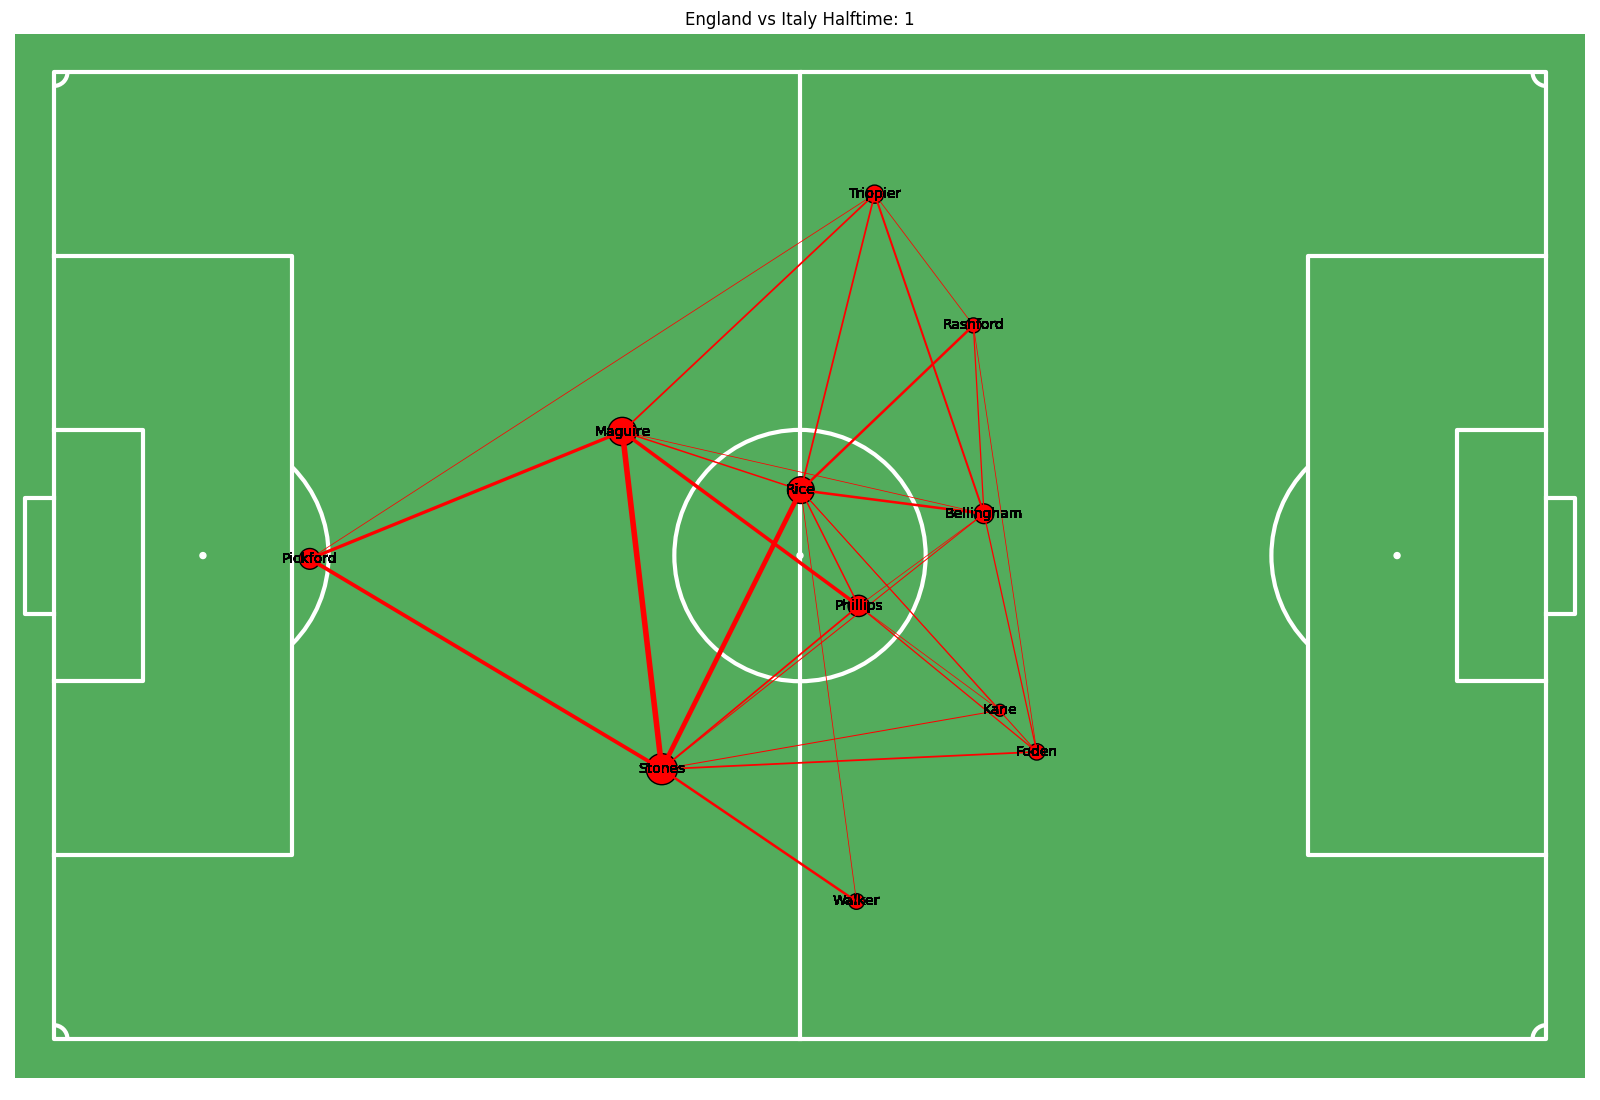 England vs Italy Halftime: 1
Trippier
Rashford
Maguire
Rice
Bellingham
Pickford
Phillips
Kane
Foden
Stones
Walker